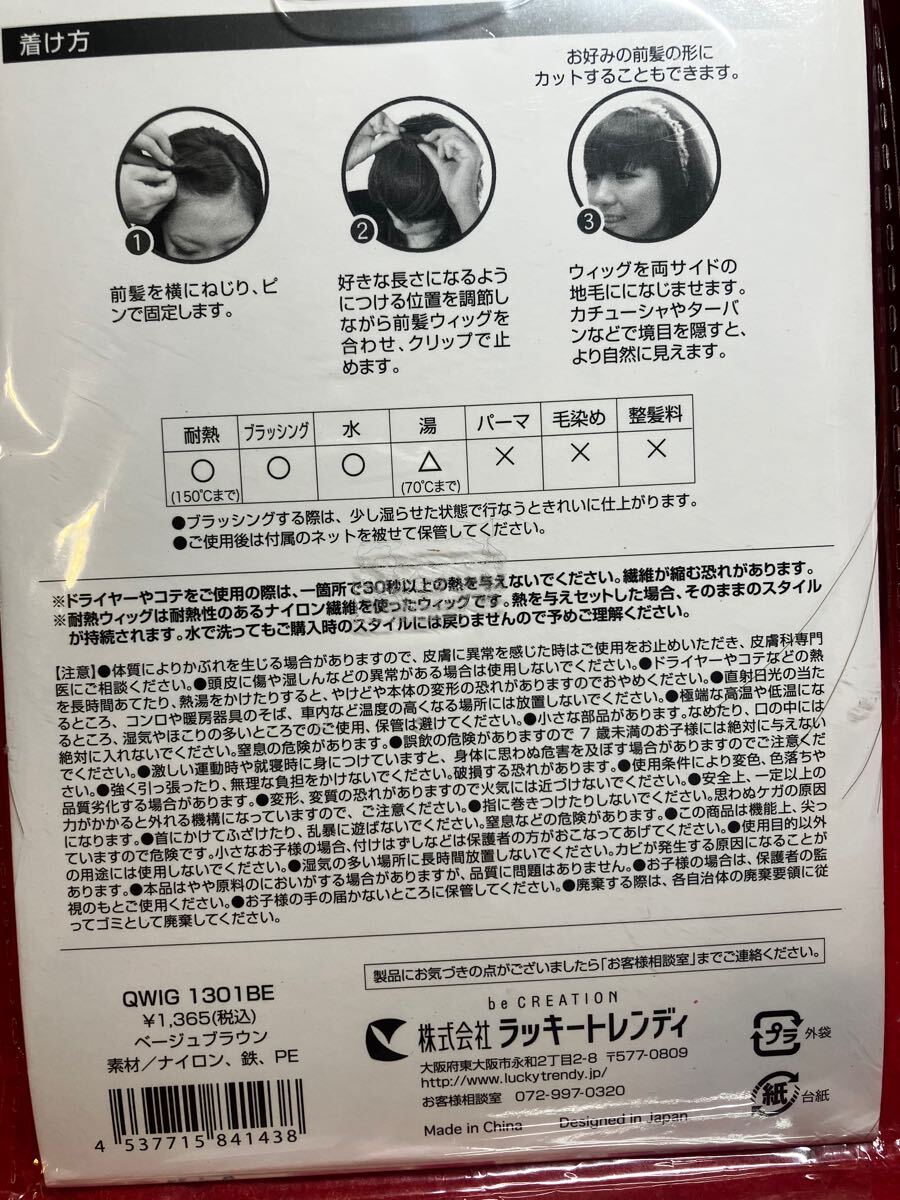 着け方
お好みの前髪の形に
カットすることもできます。
1
2
3
前髪を横にねじり、ピ
ンで固定します。
好きな長さになるよう
につける位置を調節し
ながら前髪ウィッグを
合わせ、クリップで止
めます。
ウィッグを両サイドの
地毛にになじませます。
カチューシャやターバ
ンなどで境目を隠すと、
より自然に見えます。
耐熱 ブラッシング 水 湯 パーマ 毛染め 整髪料
○ ○ ○ △ × × ×
(150℃まで) (70℃まで)
●ブラッシングする際は、少し湿らせた状態で行なうときれいに仕上がります。
●ご使用後は付属のネットを被せて保管してください。
※ドライヤーやコテをご使用の際は、一箇所で30秒以上の熱を与えないでください。繊維が縮む恐れがあります。
※耐熱ウィッグは耐熱性のあるナイロン繊維を使ったウィッグです。熱を与えセットした場合、そのままのスタイル
が持続されます。水で洗ってもご購入時のスタイルには戻りませんので予めご理解ください。
【注意】●体質によりかぶれを生じる場合がありますので、皮膚に異常を感じた時はご使用をお止めいただき、皮膚科専門
医にご相談ください。●頭皮に傷や湿しんなどの異常がある場合は使用しないでください。●ドライヤーやコテなどの熱
を長時間あてたり、熱湯をかけたりすると、やけどや本体の変形の恐れがありますのでおやめください。●直射日光の当た
るところ、コンロや暖房器具のそば、車内など温度の高くなる場所には放置しないでください。●極端な高温や低温にな
るところ、湿気やほこりの多いところでのご使用、保管は避けてください。●小さな部品があります。なめたり、口の中には
絶対に入れないでください。窒息の危険があります。●誤飲の危険がありますので 7 歳未満のお子様には絶対に与えない
でください。●激しい運動時や就寝時に身につけていますと、身体に思わぬ危害を及ぼす場合がありますのでご注意くだ
さい。●強く引っ張ったり、無理な負担をかけないでください。破損する恐れがあります。●使用条件により変色、色落ちや
品質劣化する場合があります。●変形、変質の恐れがありますので火気には近づけないでください。●安全上、一定以上の
力がかかると外れる機構になっていますので、ご注意ください。●指に巻きつけたりしないでください。思わぬケガの原因
になります。●首にかけてふざけたり、乱暴に遊ばないでください。窒息などの危険があります。●この商品は機能上、尖っ
ていますので危険です。小さなお子様の場合、付けはずしなどは保護者の方がおこなってあげてください。●使用目的以外
の用途には使用しないでください。●湿気の多い場所に長時間放置しないでください。カビが発生する原因になることが
あります。●本品はやや原料のにおいがする場合がありますが、品質に問題はありません。●お子様の場合は、保護者の監
視のもとご使用ください。●お子様の手の届かないところに保管してください。●廃棄する際は、各自治体の廃棄要領に従
ってゴミとして廃棄してください。
製品にお気づきの点がございましたら「お客様相談室」までご連絡ください。
QWIG 1301BE
¥1,365(税込)
ベージュブラウン
素材/ナイロン、鉄、PE
4 537715 841438
be CREATION
株式会社 ラッキートレンディ
大阪府東大阪市永和2丁目2-8 〒577-0809
http://www.luckytrendy.co.jp/
お客様相談室 072-997-0320
Made in China Designed in Japan
プラ 外袋
紙 台紙